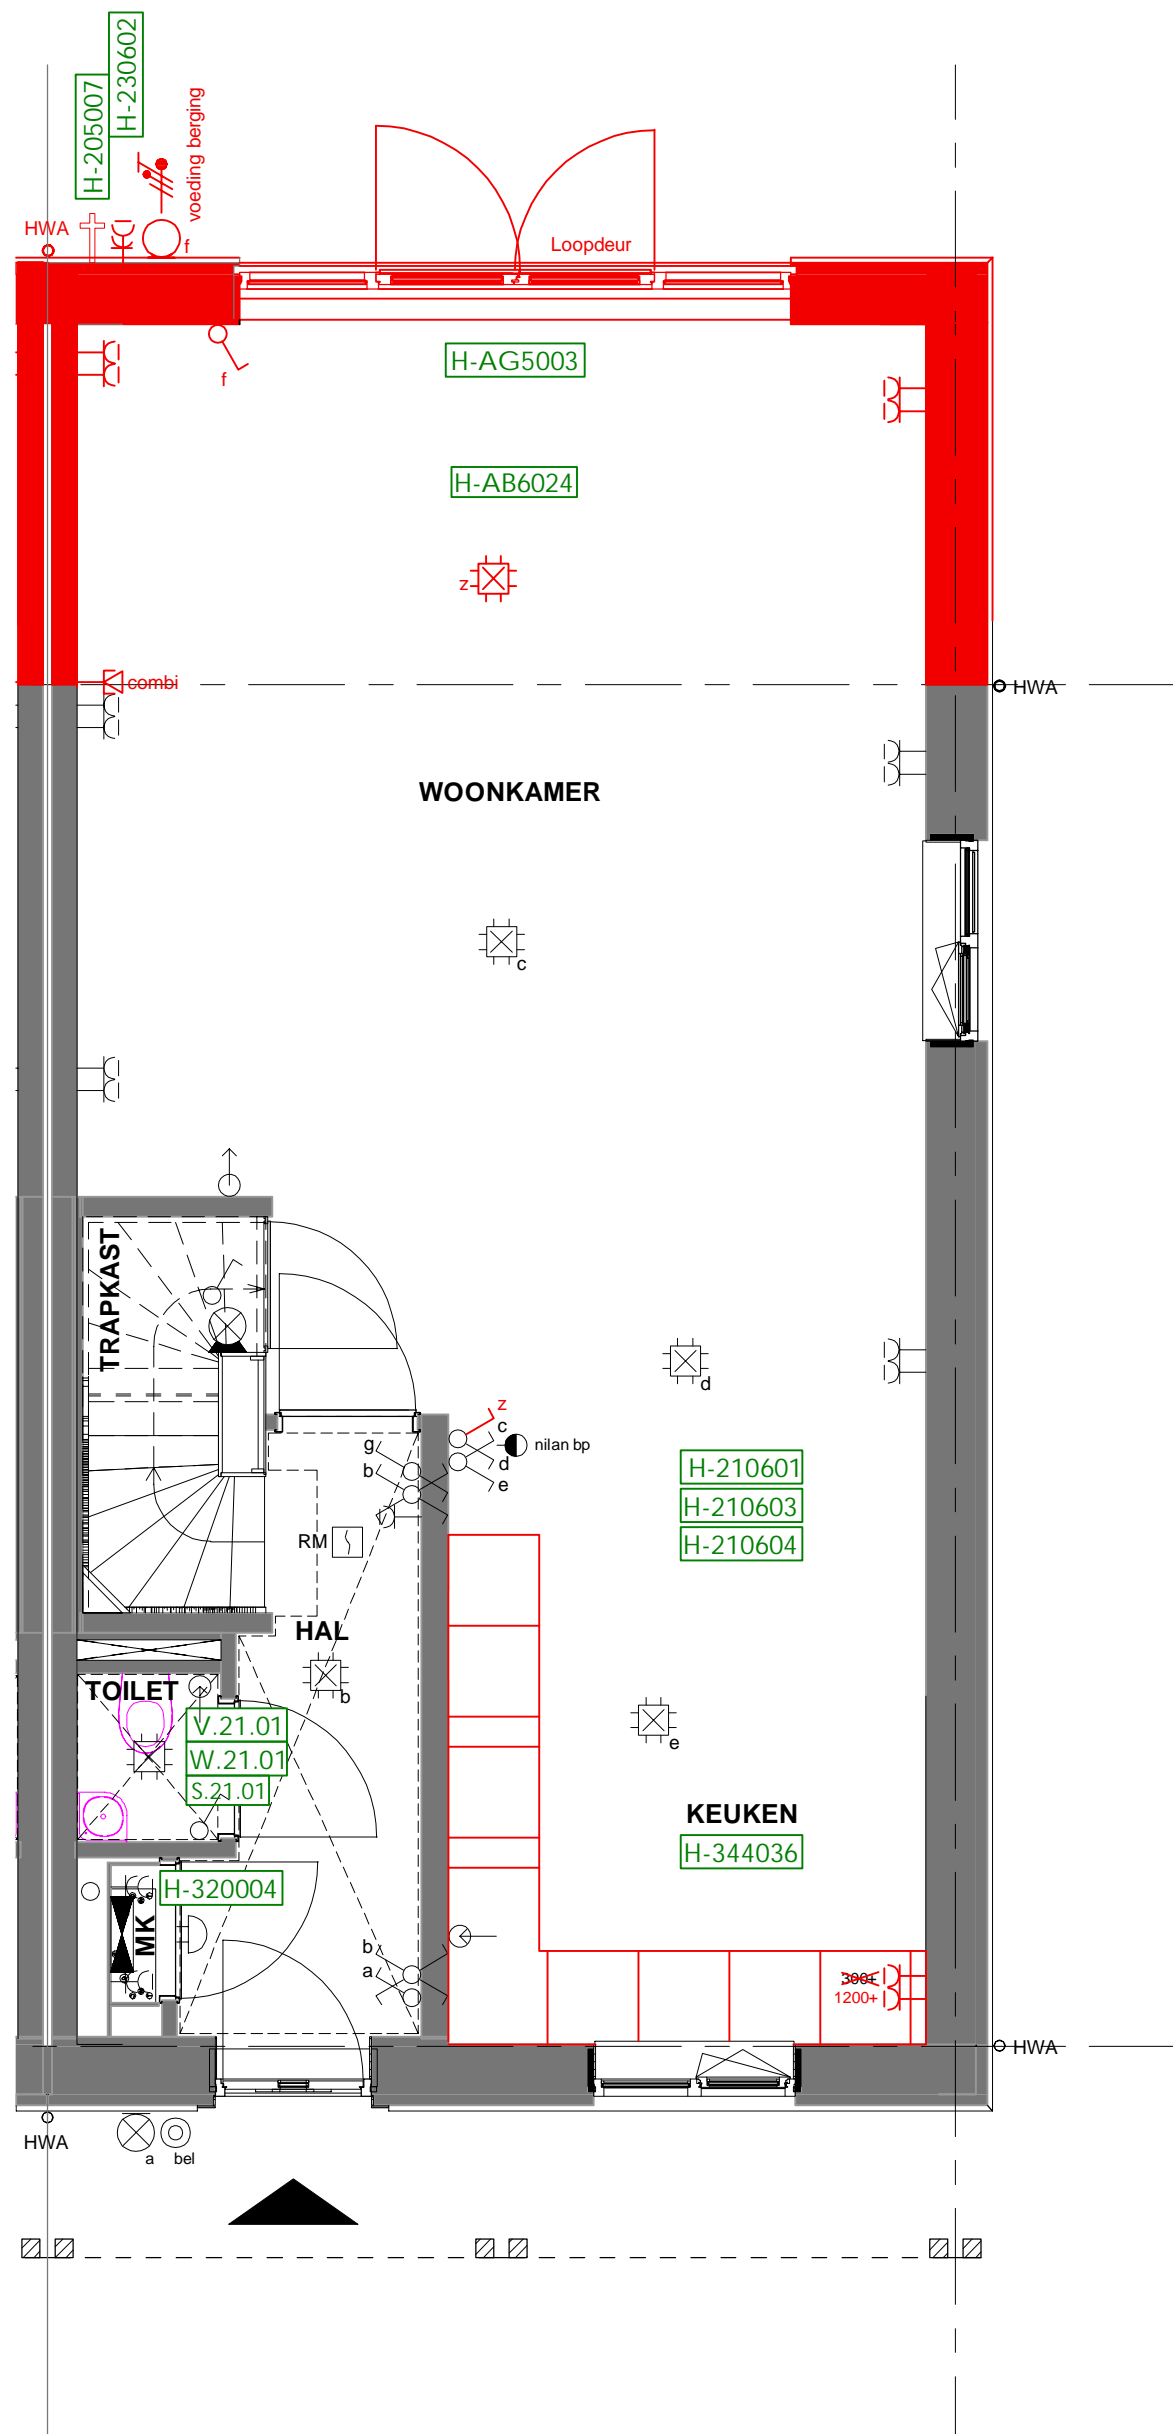 H-205007
H-230602
voeding berging
HWA
f
Loopdeur
f
H-AG5003
H-AB6024
z
combi
HWA
WOONKAMER
c
TRAPKAST
d
z
c
g
nilan bp
d
b
e
H-210601
H-210603
H-210604
RM
HAL
TOILET
b
V.21.01
W.21.01
S.21.01
e
KEUKEN
H-344036
H-320004
MK
b
a
300+
1200+
HWA
HWA
a
bel